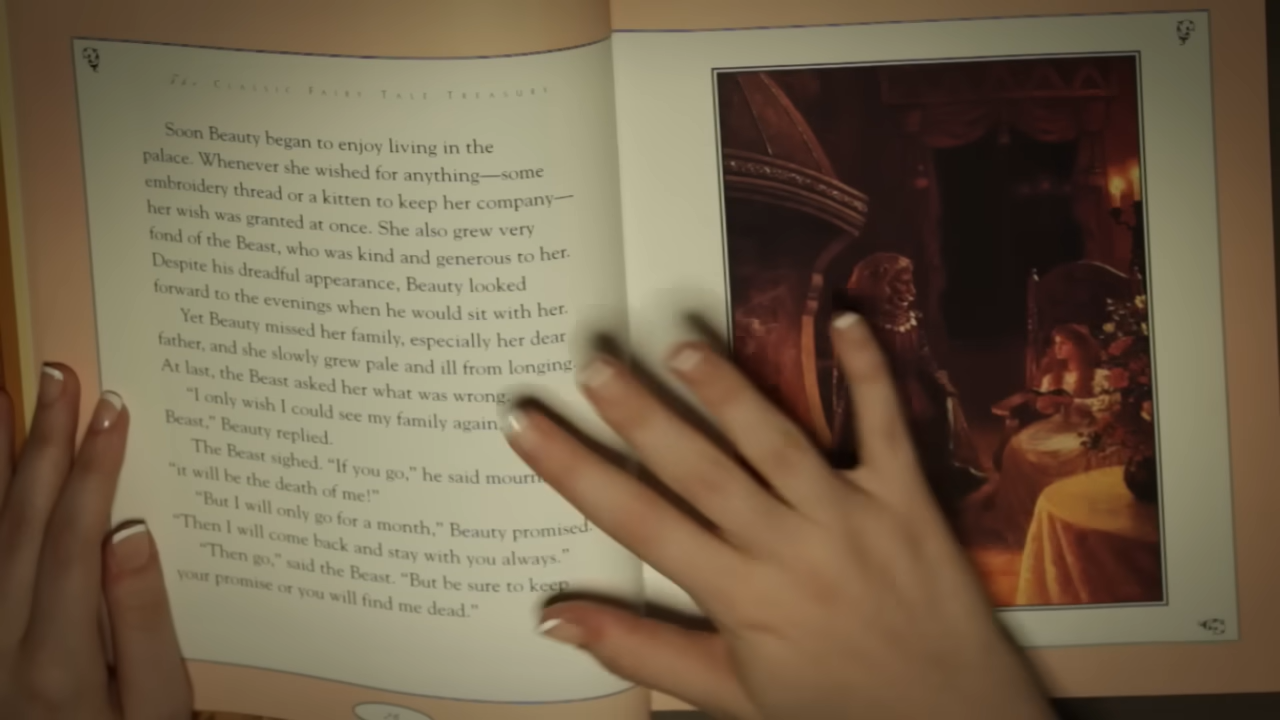 The Classic Fairy Tale Treasury
Soon Beauty began to enjoy living in the
palace. Whenever she wished for anything—some
embroidery thread or a kitten to keep her company—
her wish was granted at once. She also grew very
fond of the Beast, who was kind and generous to her.
Despite his dreadful appearance, Beauty looked
forward to the evenings when he would sit with her.
Yet Beauty missed her family, especially her dear
father, and she slowly grew pale and ill from longing.
At last, the Beast asked her what was wrong.
“I only wish I could see my family again,
Beast,” Beauty replied.
The Beast sighed. “If you go,” he said
“it will be the death of me!”
“But I will only go for a month,” Beauty promised.
“Then I will come back and stay with you always.”
“Then go,” said the Beast. “But be sure to keep
your promise or you will find me dead.”